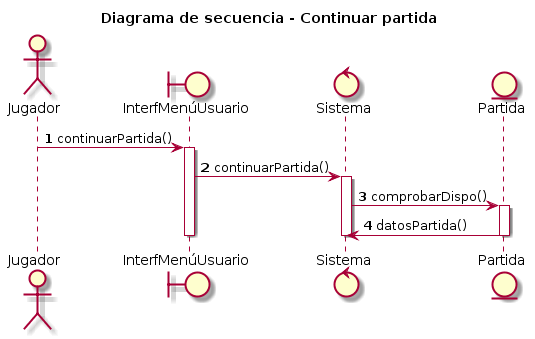 Diagrama de secuencia - Continuar partida
Jugador
InterfMenúUsuario
Sistema
Partida
1 continuarPartida()
2 continuarPartida()
3 comprobarDispo()
4 datosPartida()
Jugador
InterfMenúUsuario
Sistema
Partida